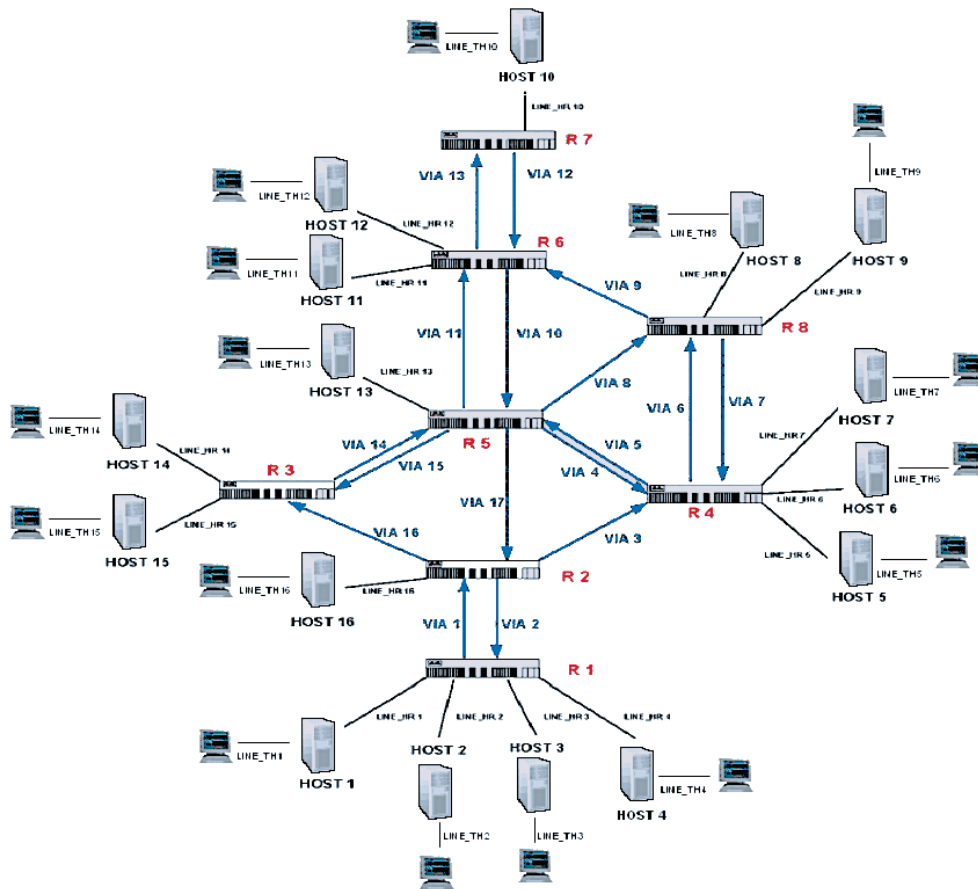 LINE_TH10
HOST 10
LINE_HR 10
R 7
VIA 13
VIA 12
LINE_TH9
LINE_TH12
HOST 12
LINE_HR12
LINE_TH8
HOST 8
HOST 9
R 6
LINE_TH11
HOST 11
LINE_HR 11
LINE_HR 8
LINE_HR 9
VIA 9
VIA 11
VIA 10
R 8
LINE_TH13
HOST 13
LINE_HR 13
VIA 8
VIA 6
VIA 7
LINE_TH7
HOST 7
LINE_HR 7
LINE_TH14
HOST 14
LINE_HR 14
R 5
VIA 14
VIA 15
VIA 5
VIA 4
R 3
LINE_TH6
HOST 6
LINE_HR 6
R 4
VIA 17
LINE_TH15
HOST 15
LINE_HR 15
VIA 16
VIA 3
LINE_TH5
HOST 5
R 2
LINE_TH16
HOST 16
LINE_HR 16
VIA 1
VIA 2
R 1
LINE_HR 1
LINE_HR 2
LINE_HR 3
LINE_HR 4
LINE_TH1
HOST 1
HOST 2
HOST 3
LINE_TH4
HOST 4
LINE_TH2
LINE_TH3